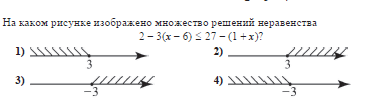 На каком рисунке изображено множество решений неравенства
2 – 3(x – 6) ≤ 27 – (1 + x)?
1) 2)
3 3
3) 4)
–3 –3